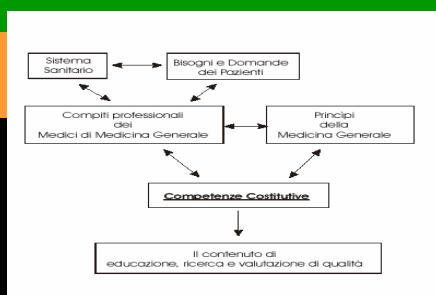 Sistema
Sanitario
Bisogni e Domande
dei Pazienti
Compiti professionali
dei
Medici di Medicina Generale
Principi
della
Medicina Generale
Competenze Costitutive
Il contenuto di
educazione, ricerca e valutazione di qualità